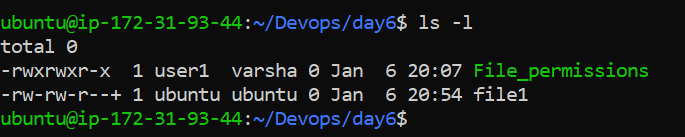 ubuntu@ip-172-31-93-44:~/Devops/day6$ ls -l
total 0
-rwxrwxr-x  1 user1  varsha 0 Jan  6 20:07 File_permissions
-rw-rw-r--+ 1 ubuntu ubuntu 0 Jan  6 20:54 file1
ubuntu@ip-172-31-93-44:~/Devops/day6$